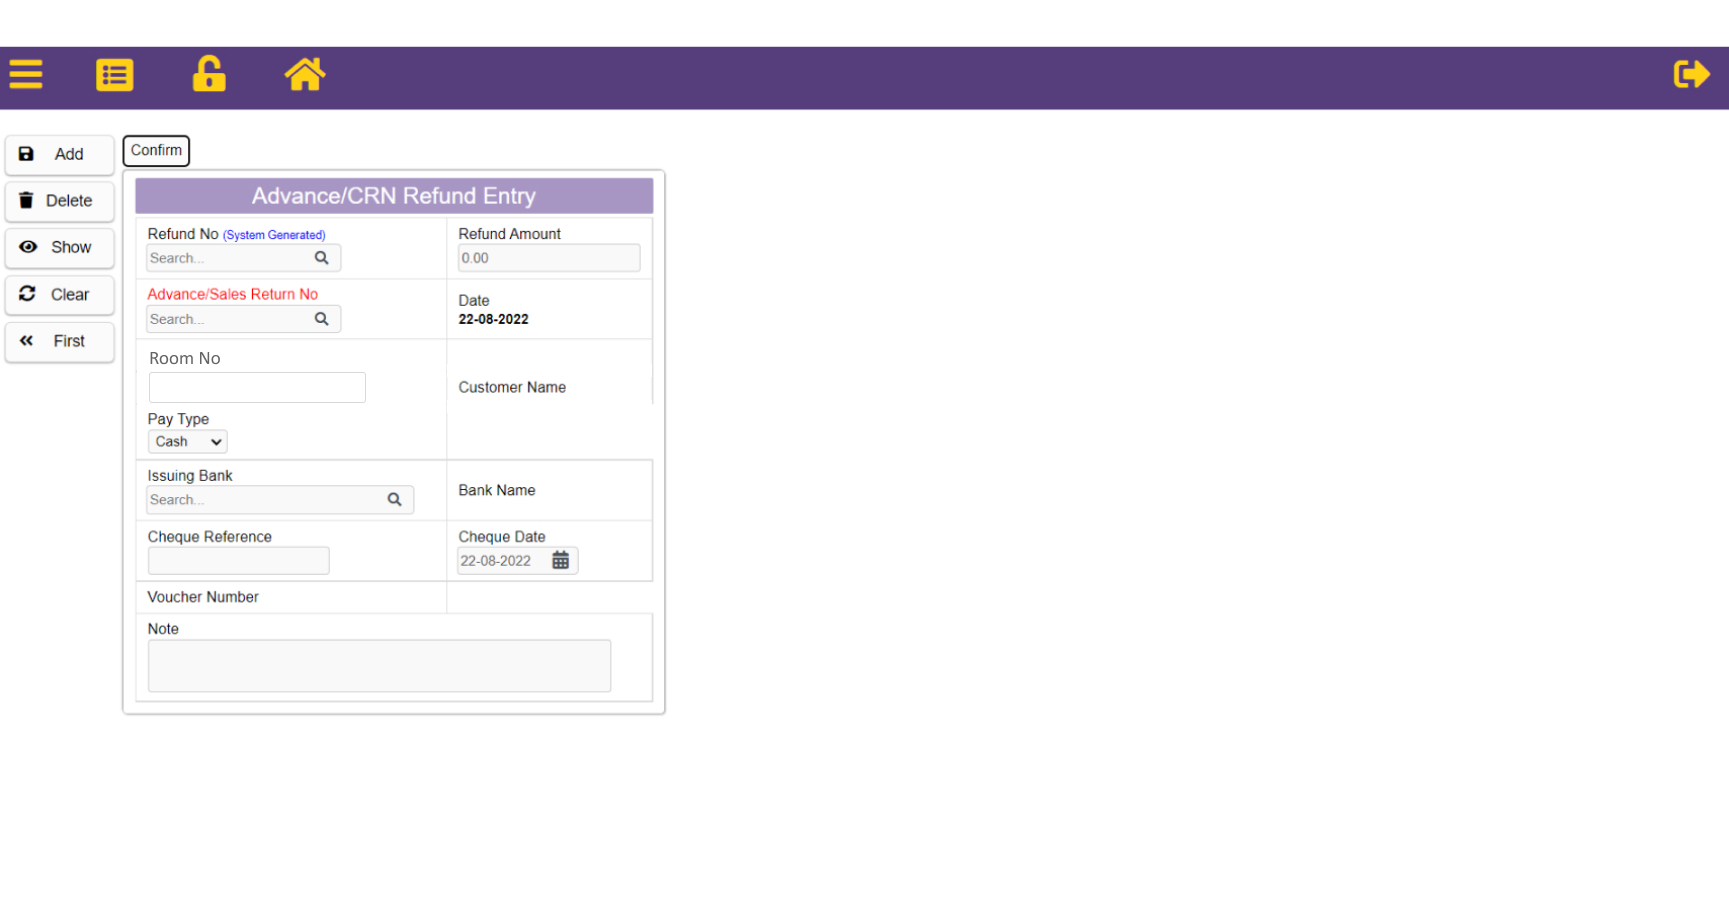 Add
Delete
Show
Clear
First
Confirm
Advance/CRN Refund Entry
Refund No (System Generated)
Search...
Refund Amount
0.00
Advance/Sales Return No
Search...
Date
22-08-2022
Room No
Customer Name
Pay Type
Cash
Issuing Bank
Search...
Bank Name
Cheque Reference
Cheque Date
22-08-2022
Voucher Number
Note